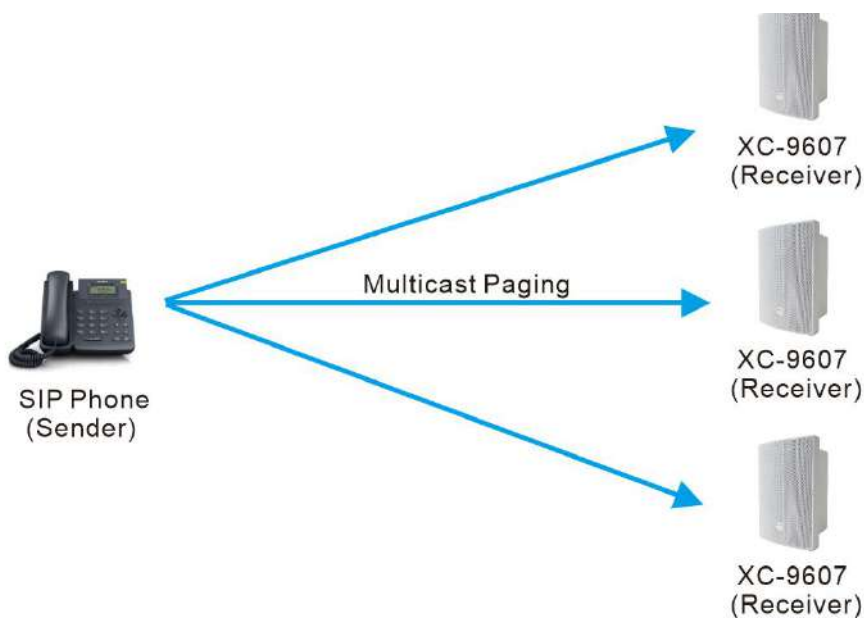 XC-9607
(Receiver)
Multicast Paging
XC-9607
(Receiver)
SIP Phone
(Sender)
XC-9607
(Receiver)